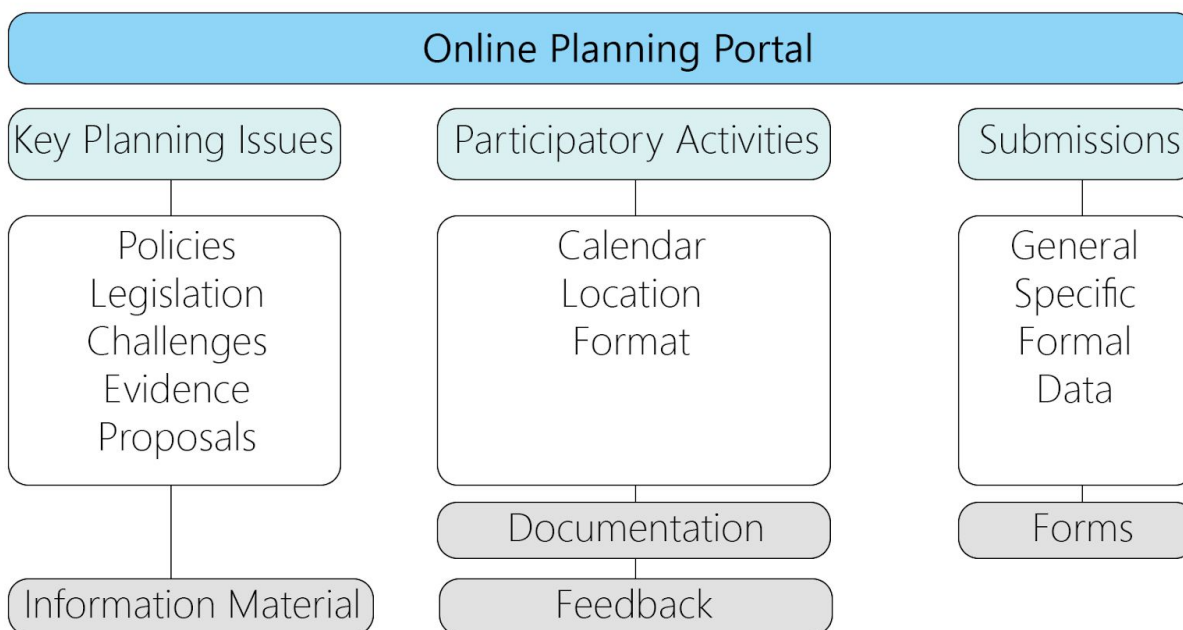 Online Planning Portal
Key Planning Issues
Policies
Legislation
Challenges
Evidence
Proposals
Information Material
Participatory Activities
Calendar
Location
Format
Documentation
Feedback
Submissions
General
Specific
Formal
Data
Forms